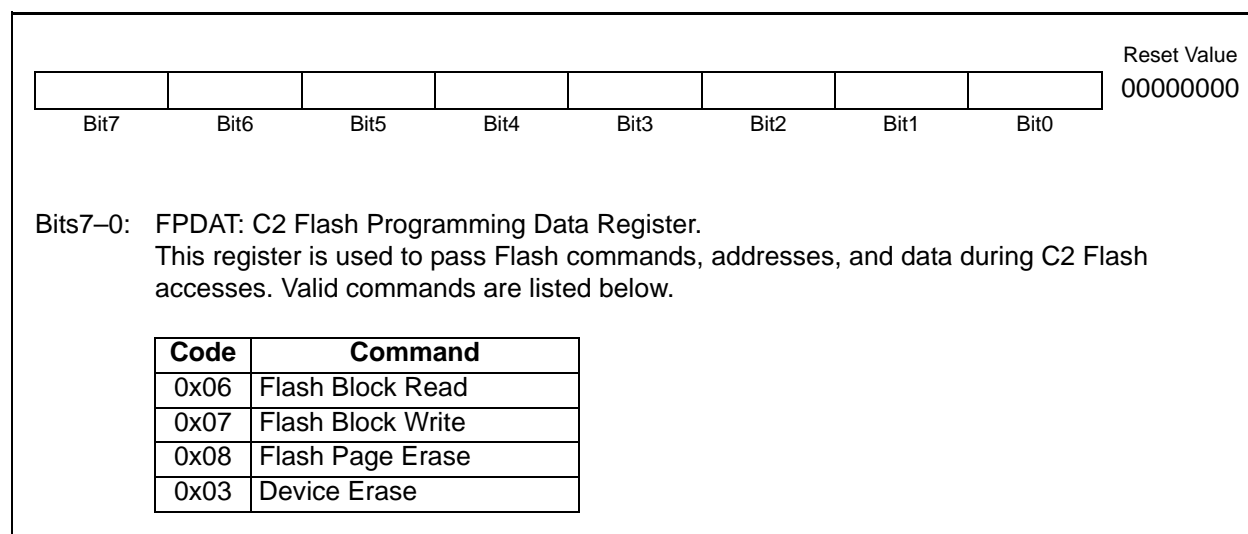 Reset Value
00000000
Bit7 Bit6 Bit5 Bit4 Bit3 Bit2 Bit1 Bit0
Bits7–0: FPDAT: C2 Flash Programming Data Register.
This register is used to pass Flash commands, addresses, and data during C2 Flash
accesses. Valid commands are listed below.
Code Command
0x06 Flash Block Read
0x07 Flash Block Write
0x08 Flash Page Erase
0x03 Device Erase